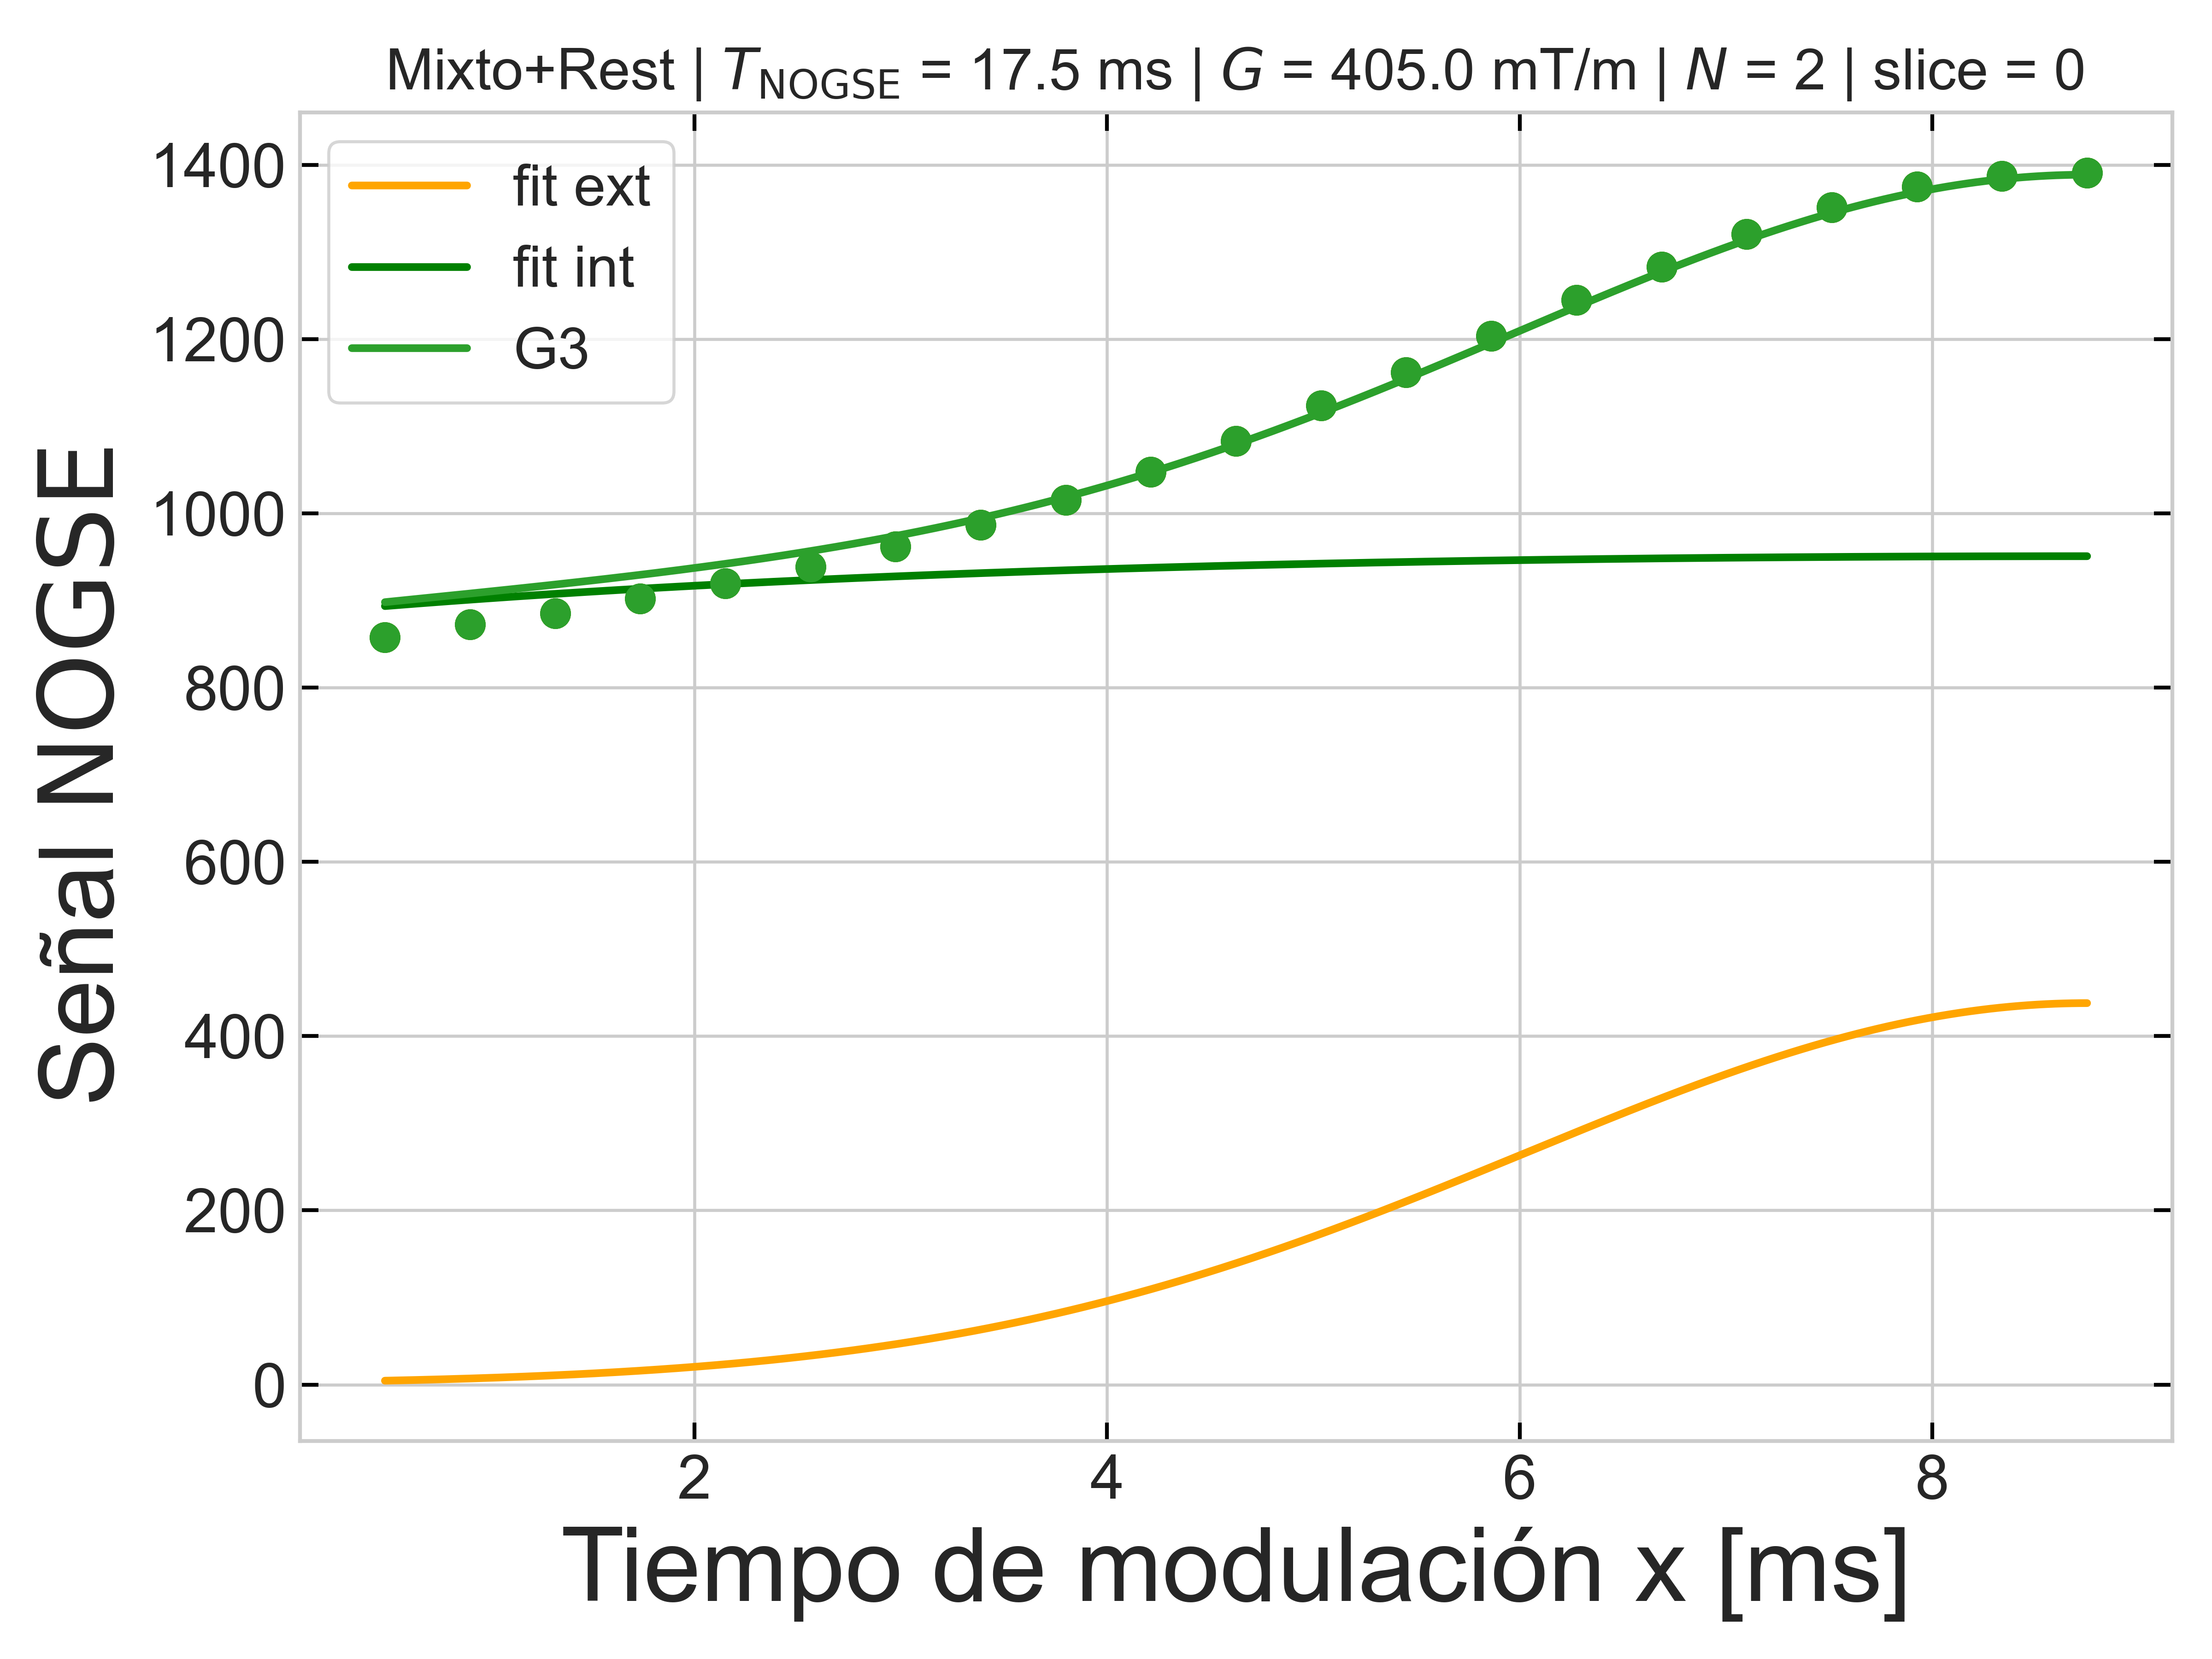 Mixto+Rest | T_NOGSE = 17.5 ms | G = 405.0 mT/m | N = 2 | slice = 0
fit ext
fit int
G3
1400
1200
1000
800
600
400
200
0
Señal NOGSE
2 4 6 8
Tiempo de modulación x [ms]